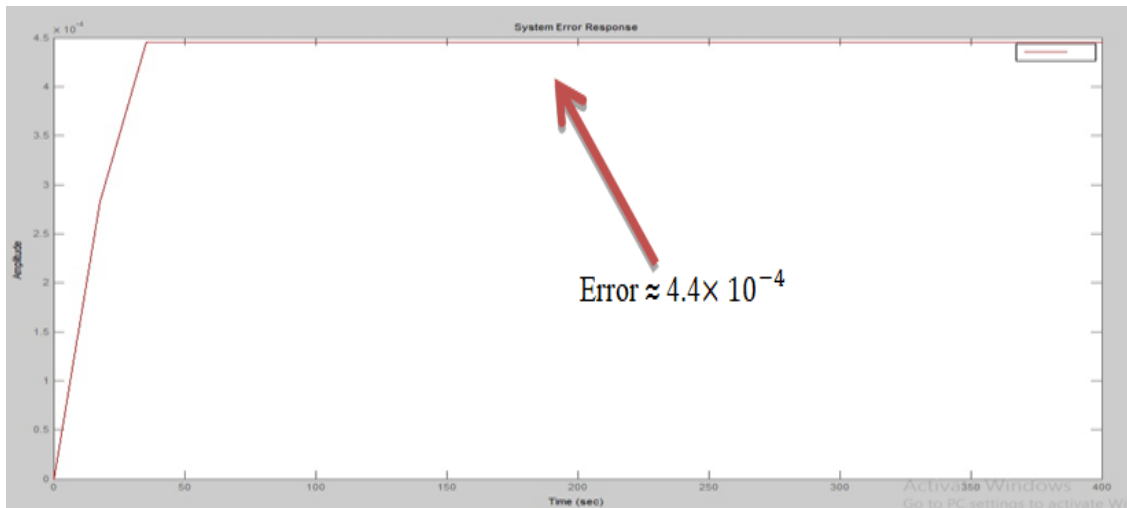 × 10⁻⁴
System Error Response
4.5
4
3.5
3
2.5
2
1.5
1
0.5
0
Amplitude
Error ≈ 4.4× 10⁻⁴
0 50 100 150 200 250 300 350 400
Time (sec)
Activate Windows
Go to PC settings to activate Wi